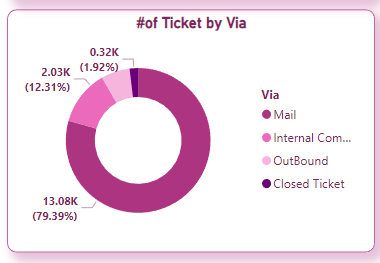 #of Ticket by Via
0.32K
(1.92%)
2.03K
(12.31%)
13.08K
(79.39%)
Via
Mail
Internal Com...
OutBound
Closed Ticket